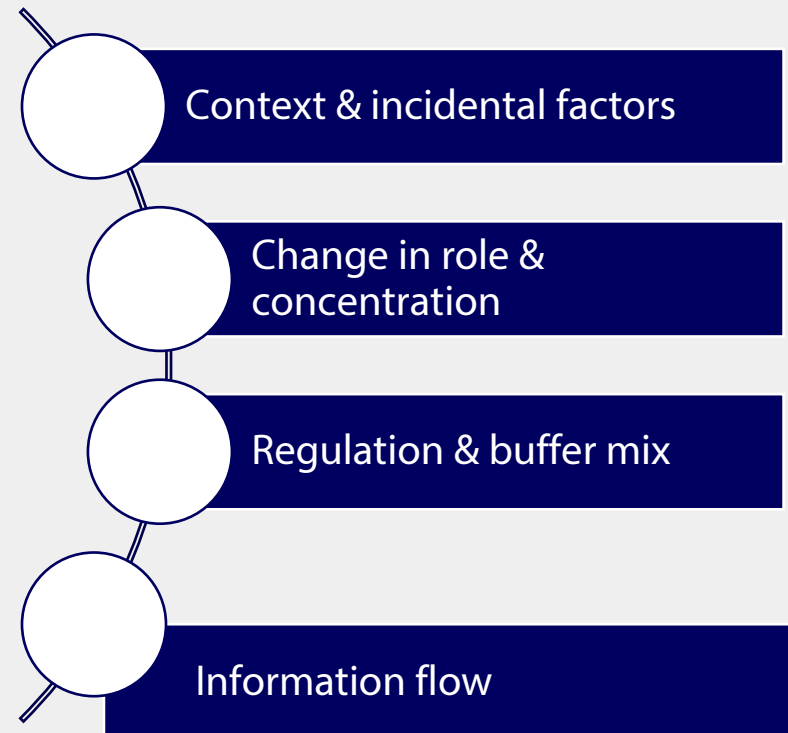 Context & incidental factors
Change in role &
concentration
Regulation & buffer mix
Information flow